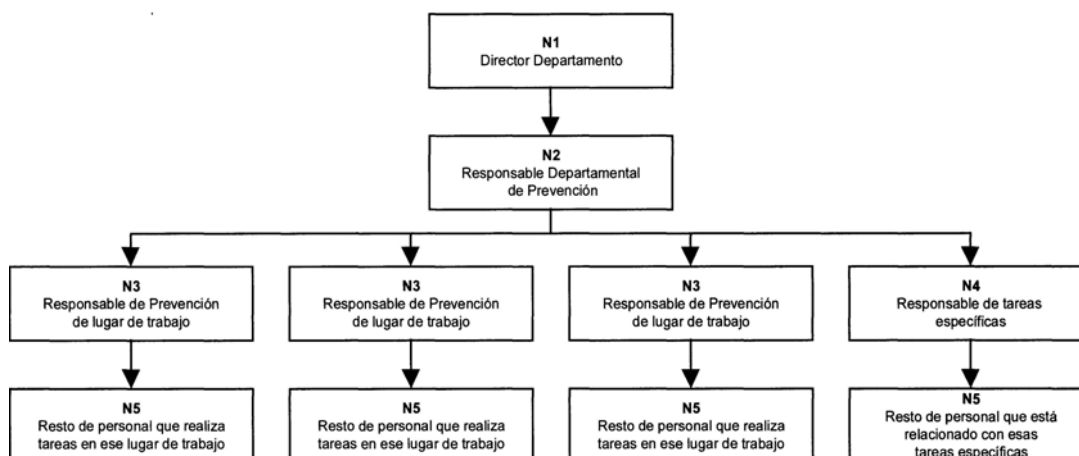 N1
Director Departamento
N2
Responsable Departamental
de Prevención
N3
Responsable de Prevención
de lugar de trabajo
N3
Responsable de Prevención
de lugar de trabajo
N3
Responsable de Prevención
de lugar de trabajo
N4
Responsable de tareas
específicas
N5
Resto de personal que realiza
tareas en ese lugar de trabajo
N5
Resto de personal que realiza
tareas en ese lugar de trabajo
N5
Resto de personal que realiza
tareas en ese lugar de trabajo
N5
Resto de personal que está
relacionado con esas
tareas específicas